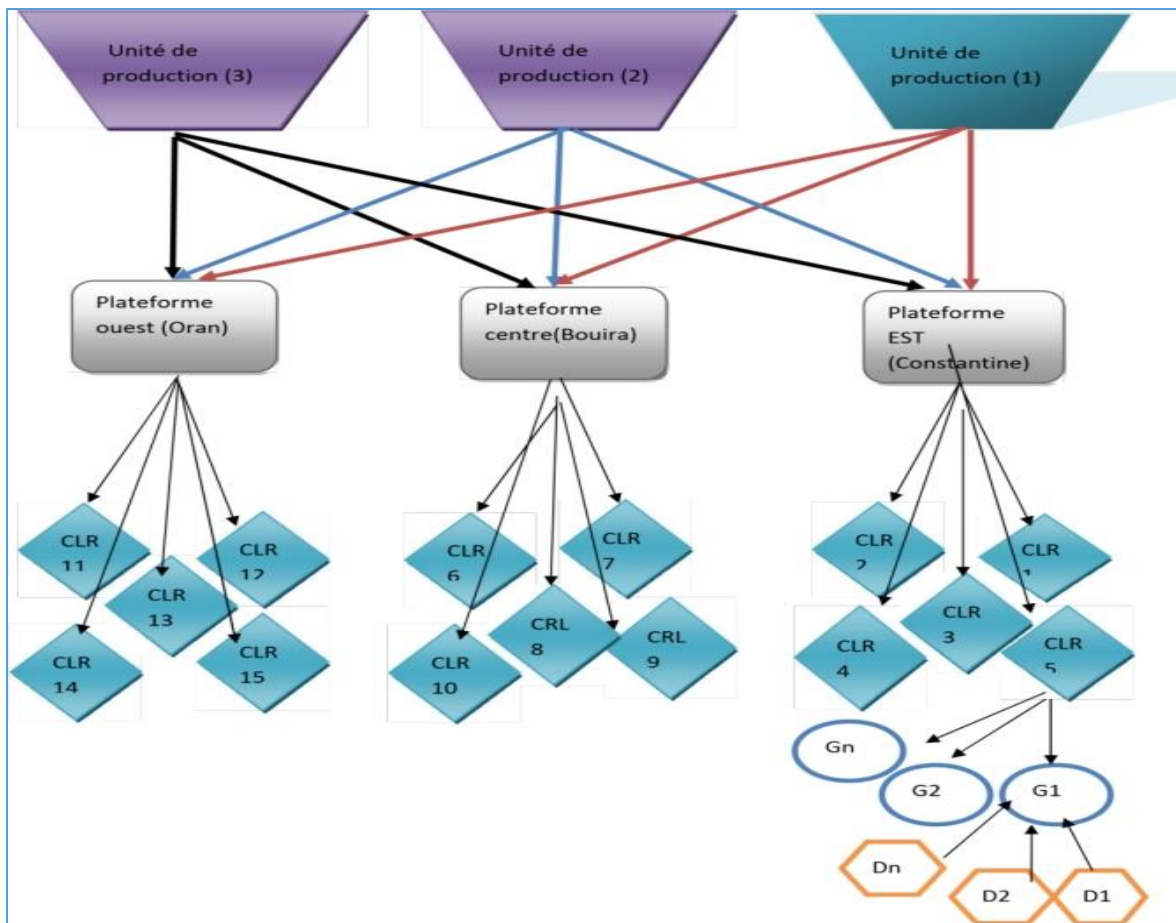 Unité de
production (3)
Unité de
production (2)
Unité de
production (1)
Plateforme
ouest (Oran)
Plateforme
centre(Bouira)
Plateforme
EST
(Constantine)
CLR
11
CLR
12
CLR
13
CLR
14
CLR
15
CLR
6
CLR
7
CRL
8
CRL
9
CLR
10
CLR
2
CLR
1
CLR
3
CLR
4
CLR
5
Gn
G2
G1
Dn
D2
D1